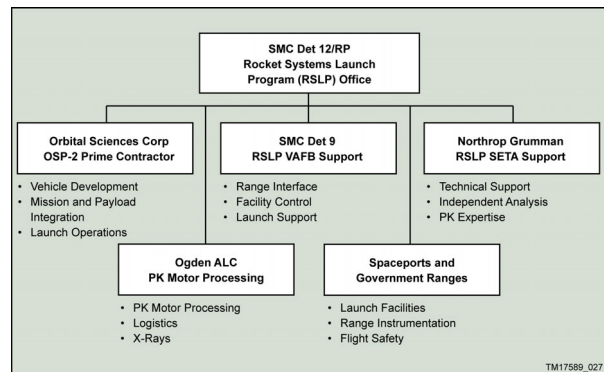 SMC Det 12/RP
Rocket Systems Launch
Program (RSLP) Office
Orbital Sciences Corp
OSP-2 Prime Contractor
• Vehicle Development
• Mission and Payload
Integration
• Launch Operations
SMC Det 9
RSLP VAFB Support
• Range Interface
• Facility Control
• Launch Support
Northrop Grumman
RSLP SETA Support
• Technical Support
• Independent Analysis
• PK Expertise
Ogden ALC
PK Motor Processing
• PK Motor Processing
• Logistics
• X-Rays
Spaceports and
Government Ranges
• Launch Facilities
• Range Instrumentation
• Flight Safety
TM17589_027